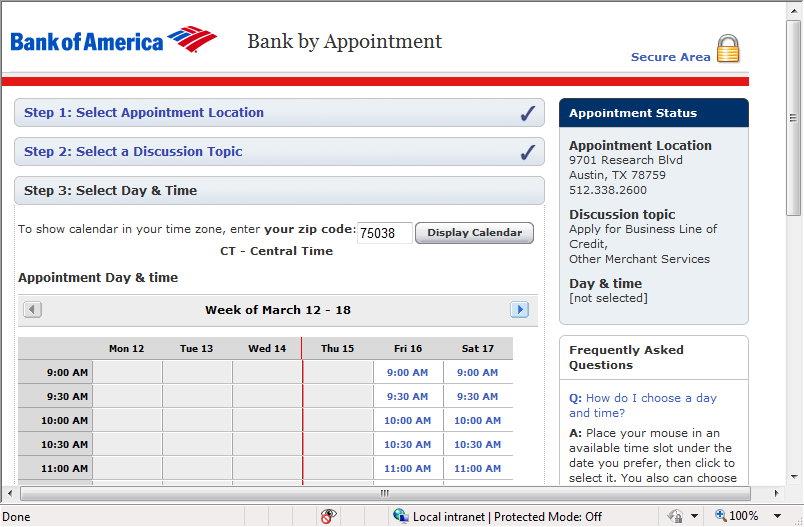 Bank of America
Bank by Appointment
Secure Area
Step 1: Select Appointment Location
Step 2: Select a Discussion Topic
Step 3: Select Day & Time
To show calendar in your time zone, enter your zip code: 75038 Display Calendar
CT - Central Time
Appointment Day & time
Week of March 12 - 18
Mon 12 Tue 13 Wed 14 Thu 15 Fri 16 Sat 17
9:00 AM 9:00 AM 9:00 AM
9:30 AM 9:30 AM 9:30 AM
10:00 AM 10:00 AM 10:00 AM
10:30 AM 10:30 AM 10:30 AM
11:00 AM 11:00 AM 11:00 AM
Appointment Status
Appointment Location
9701 Research Blvd
Austin, TX 78759
512.338.2600
Discussion topic
Apply for Business Line of
Credit,
Other Merchant Services
Day & time
[not selected]
Frequently Asked
Questions
Q: How do I choose a day
and time?
A: Place your mouse in an
available time slot under the
date you prefer, then click to
select it. You also can choose
Done
Local intranet | Protected Mode: Off
100%